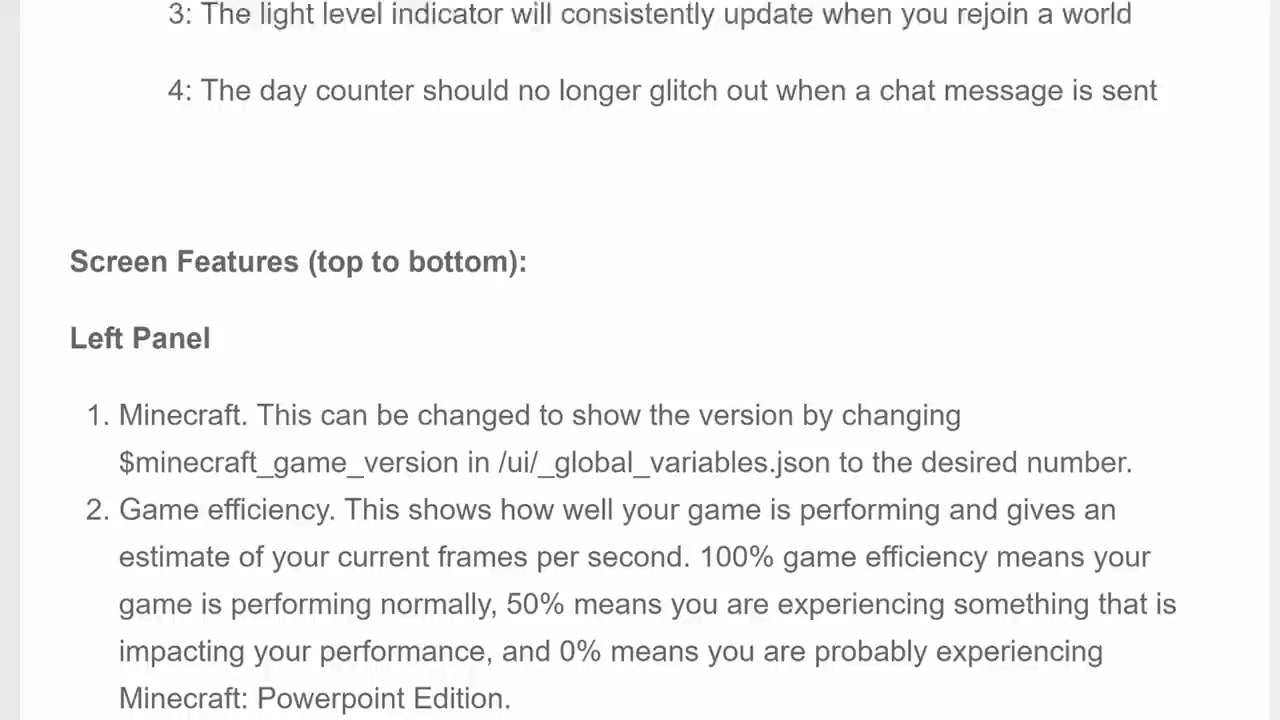 3: The light level indicator will consistently update when you rejoin a world
4: The day counter should no longer glitch out when a chat message is sent
Screen Features (top to bottom):
Left Panel
1. Minecraft. This can be changed to show the version by changing
$minecraft_game_version in /ui/_global_variables.json to the desired number.
2. Game efficiency. This shows how well your game is performing and gives an
estimate of your current frames per second. 100% game efficiency means your
game is performing normally, 50% means you are experiencing something that is
impacting your performance, and 0% means you are probably experiencing
Minecraft: Powerpoint Edition.